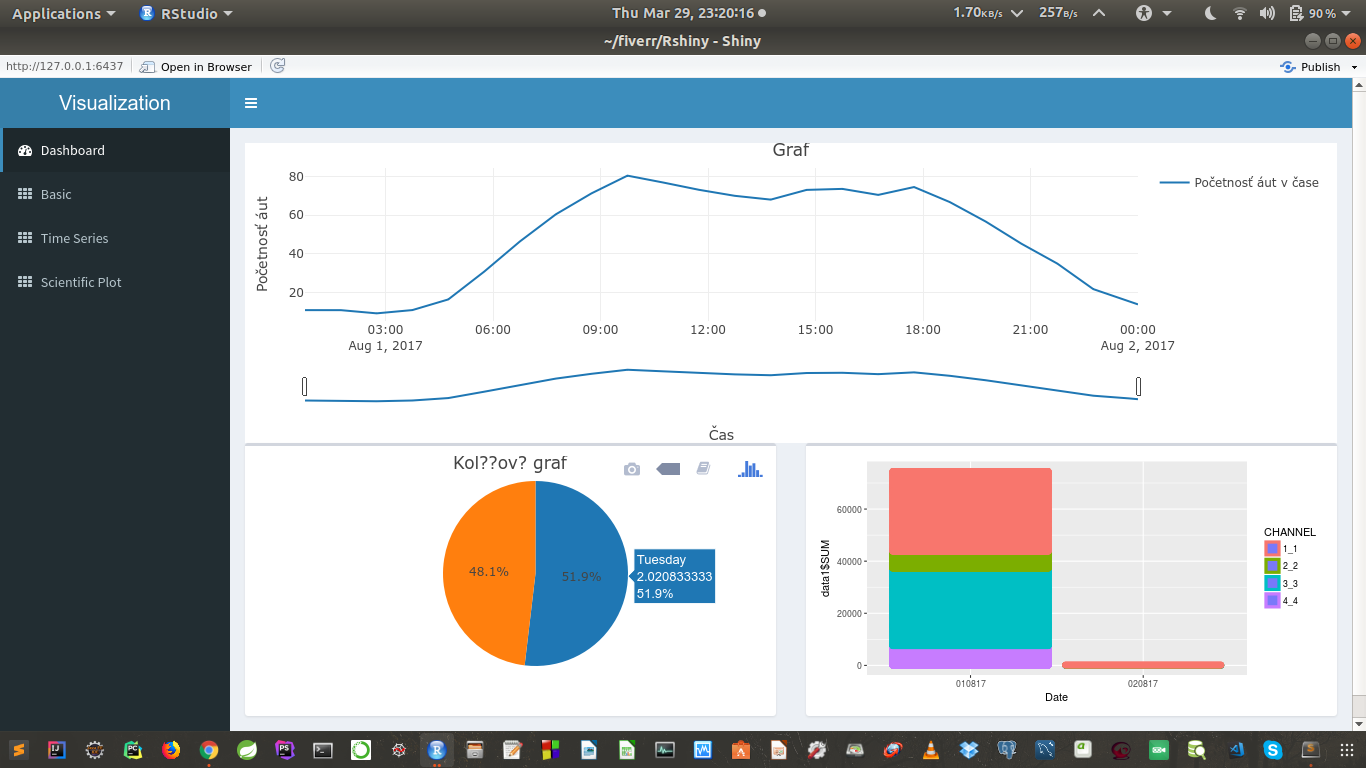 Applications
RStudio
Thu Mar 29, 23:20:16
1.70KB/s
257B/s
90 %
~/fiverr/Rshiny - Shiny
http://127.0.0.1:6437
Open in Browser
Publish
Visualization
Dashboard
Basic
Time Series
Scientific Plot
Graf
Početnosť áut
80
60
40
20
03:00
06:00
09:00
12:00
15:00
18:00
21:00
00:00
Aug 1, 2017
Aug 2, 2017
Početnosť áut v čase
Čas
Kol??ov? graf
48.1%
51.9%
Tuesday
2.020833333
51.9%
data1$SUM
60000
40000
20000
0
010817
020817
Date
CHANNEL
1_1
2_2
3_3
4_4